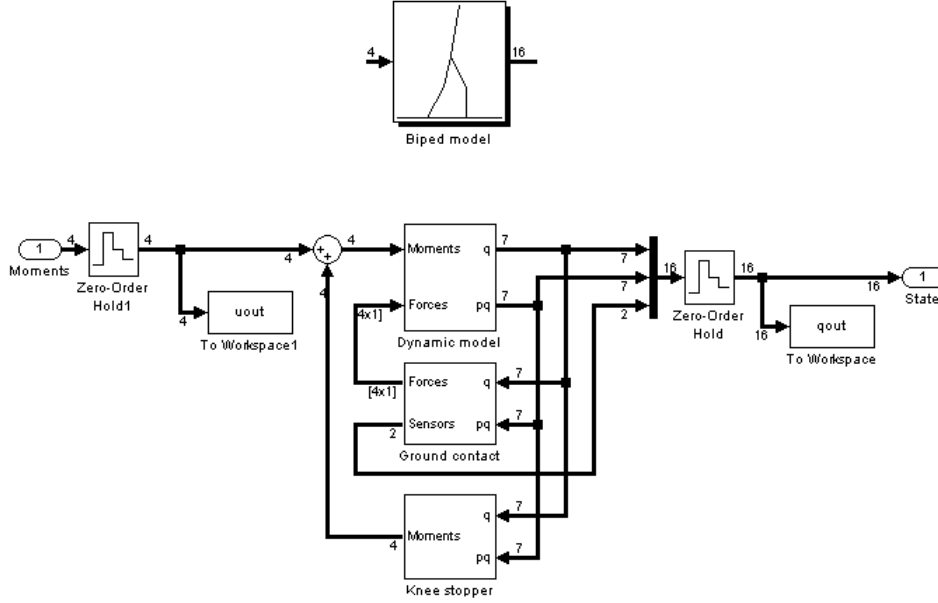 4
16
Biped model
1
Moments
4
4
Zero-Order
Hold1
4
uout
To Workspace1
4
+
+
4
4
Moments
Forces
q
pq
7
7
[4x1]
Dynamic model
Forces
Sensors
q
pq
7
7
[4x1]
2
Ground contact
Moments
q
pq
7
7
4
Knee stopper
7
7
2
16
16
Zero-Order
Hold
16
qout
To Workspace
16
1
State